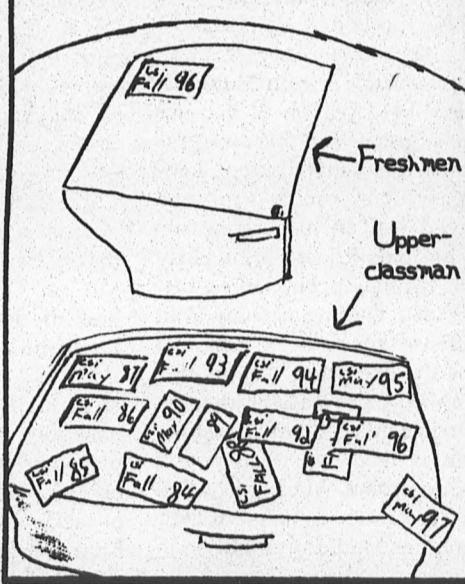 CSI
Fall 96
Freshmen
Upper-
classman
CSI
May 87
CSI
Fall 93
CSI
Fall 94
CSI
May 95
CSI
Fall 86
CSI
May 90
89
CSI
Fall 92
CSI
Fall 96
CSI
Fall 85
CSI
Fall 84
CSI
FALL 88
CSI
May 97